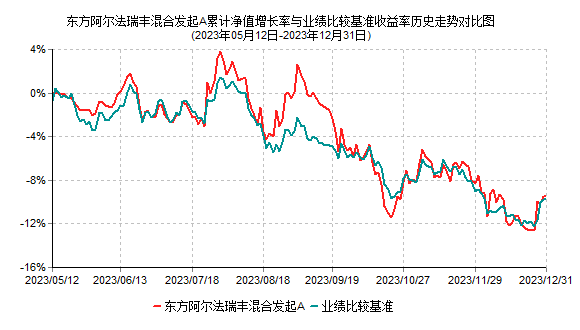 东方阿尔法瑞丰混合发起A累计净值增长率与业绩比较基准收益率历史走势对比图
(2023年05月12日-2023年12月31日)
4%
0%
-4%
-8%
-12%
-16%
2023/05/12 2023/06/13 2023/07/18 2023/08/18 2023/09/19 2023/10/27 2023/11/29 2023/12/31
东方阿尔法瑞丰混合发起A 业绩比较基准